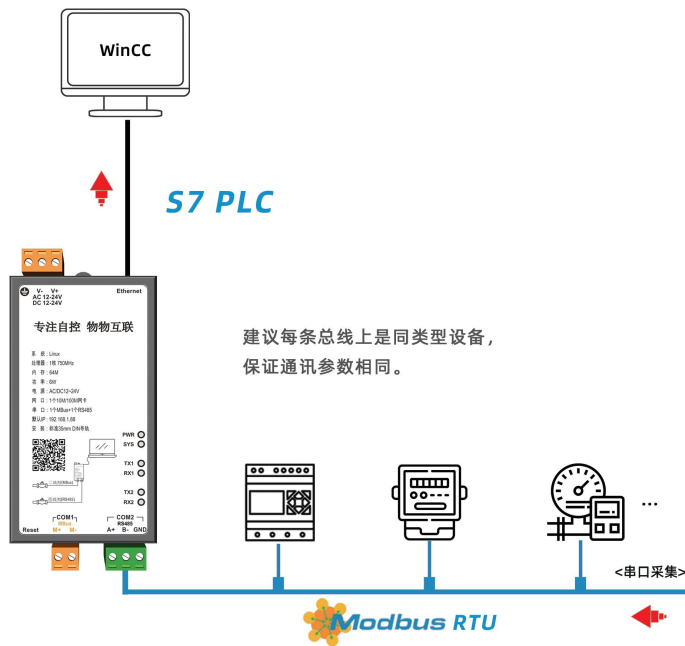 WinCC
S7 PLC
V- V+
AC 12-24V
DC 12-24V
Ethernet
专注自控 物物互联
系 统：Linux
处理器：1核 750MHz
内 存：64M
功 率：6W
电 源：AC/DC12~24V
网 口：1个10M/100M网卡
串 口：1个MBus+1个RS485
默认IP：192.168.1.88
安 装：标准35mm DIN导轨
PWR
SYS
TX1
RX1
TX2
RX2
COM1
MBus
M+ M-
COM2
RS485
A+ B- GND
Reset
建议每条总线上是同类型设备，
保证通讯参数相同。
...
<串口采集>
Modbus RTU